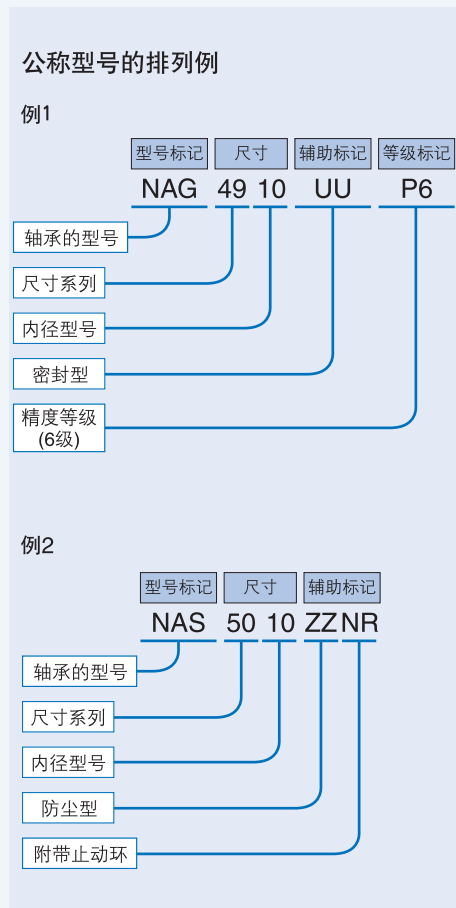 公称型号的排列例
例1
型号标记 尺寸 辅助标记 等级标记
NAG 49 10 UU P6
轴承的型号
尺寸系列
内径型号
密封型
精度等级
(6级)
例2
型号标记 尺寸 辅助标记
NAS 50 10 ZZ NR
轴承的型号
尺寸系列
内径型号
防尘型
附带止动环